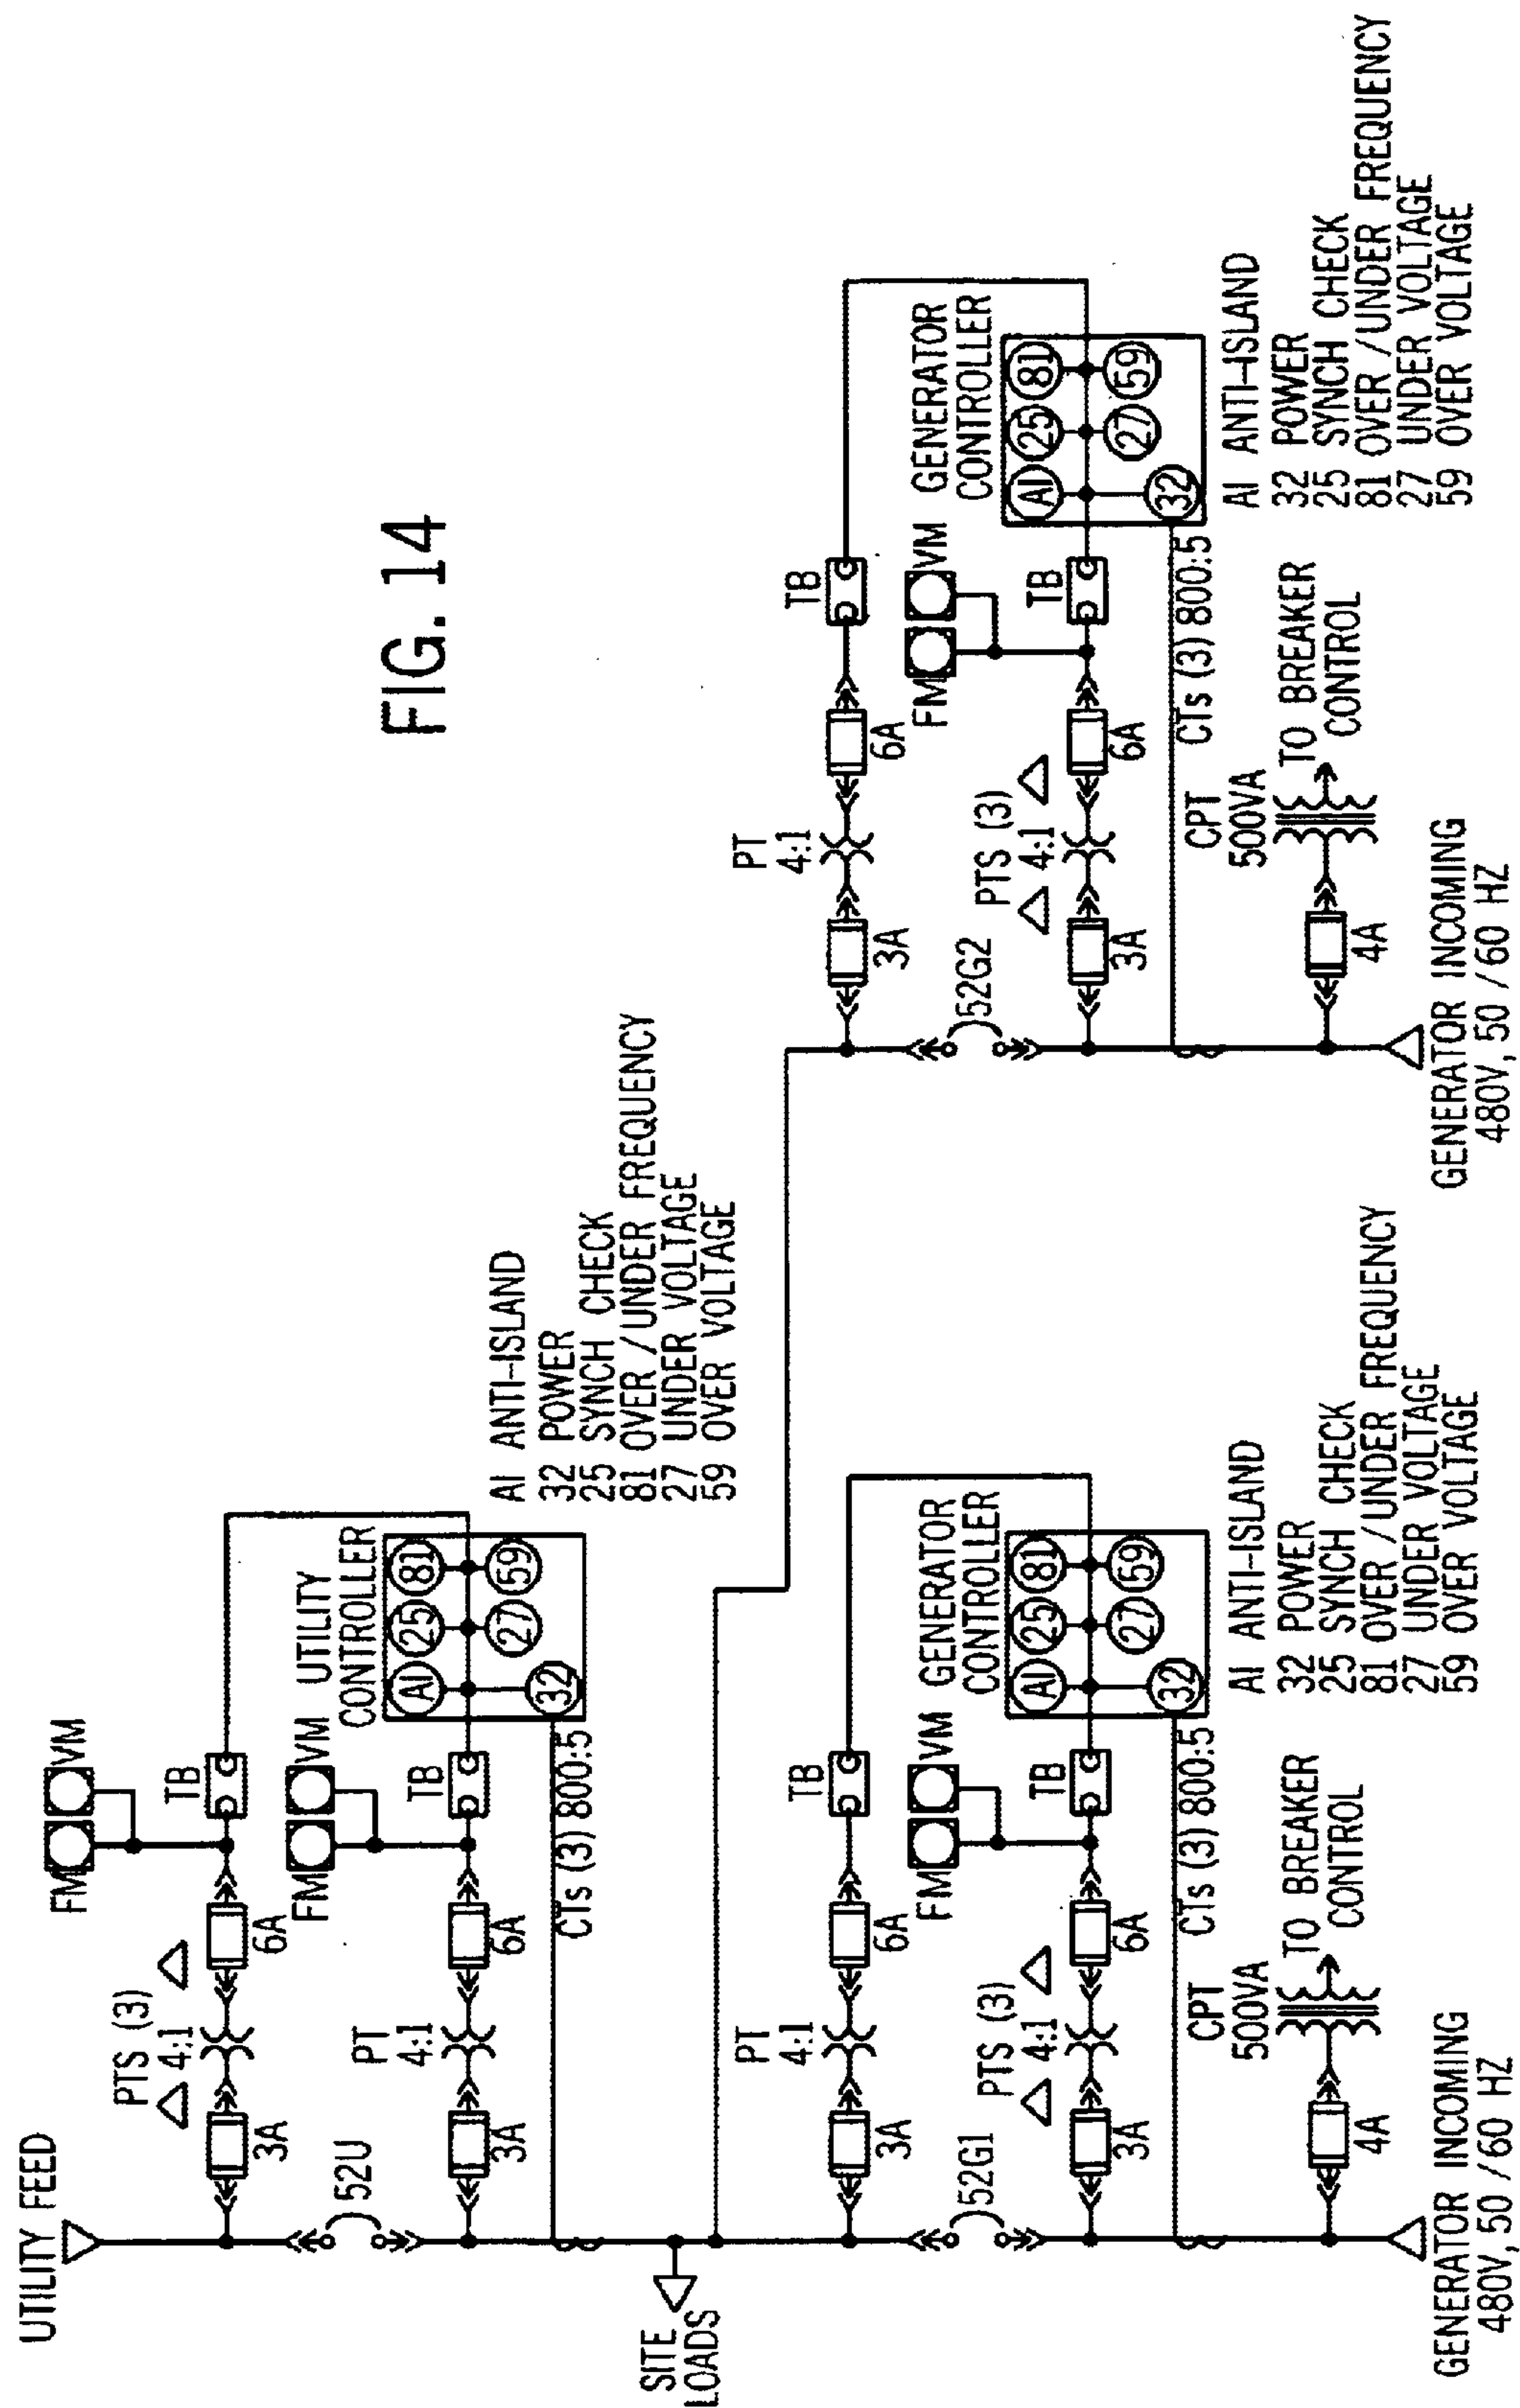 FIG. 14
UTILITY FEED
PTS (3)
4:1
3A
6A
FM
VM
TB
52U
PT
4:1
3A
6A
FM
VM
TB
UTILITY
CONTROLLER
AI
25
81
32
27
59
CTs (3) 800:5
AI ANTI-ISLAND
32 POWER
25 SYNCH CHECK
81 OVER/UNDER FREQUENCY
27 UNDER VOLTAGE
59 OVER VOLTAGE
SITE
LOADS
PT
4:1
3A
6A
TB
52G1
PTS (3)
4:1
3A
6A
FM
VM
TB
GENERATOR
CONTROLLER
AI
25
81
32
27
59
CTs (3) 800:5
CPT
500VA
4A
TO BREAKER
CONTROL
AI ANTI-ISLAND
32 POWER
25 SYNCH CHECK
81 OVER/UNDER FREQUENCY
27 UNDER VOLTAGE
59 OVER VOLTAGE
GENERATOR INCOMING
480V, 50/60 HZ
PT
4:1
3A
6A
TB
52G2
PTS (3)
4:1
3A
6A
FM
VM
TB
GENERATOR
CONTROLLER
AI
25
81
32
27
59
CTs (3) 800:5
CPT
500VA
4A
TO BREAKER
CONTROL
AI ANTI-ISLAND
32 POWER
25 SYNCH CHECK
81 OVER/UNDER FREQUENCY
27 UNDER VOLTAGE
59 OVER VOLTAGE
GENERATOR INCOMING
480V, 50/60 HZ